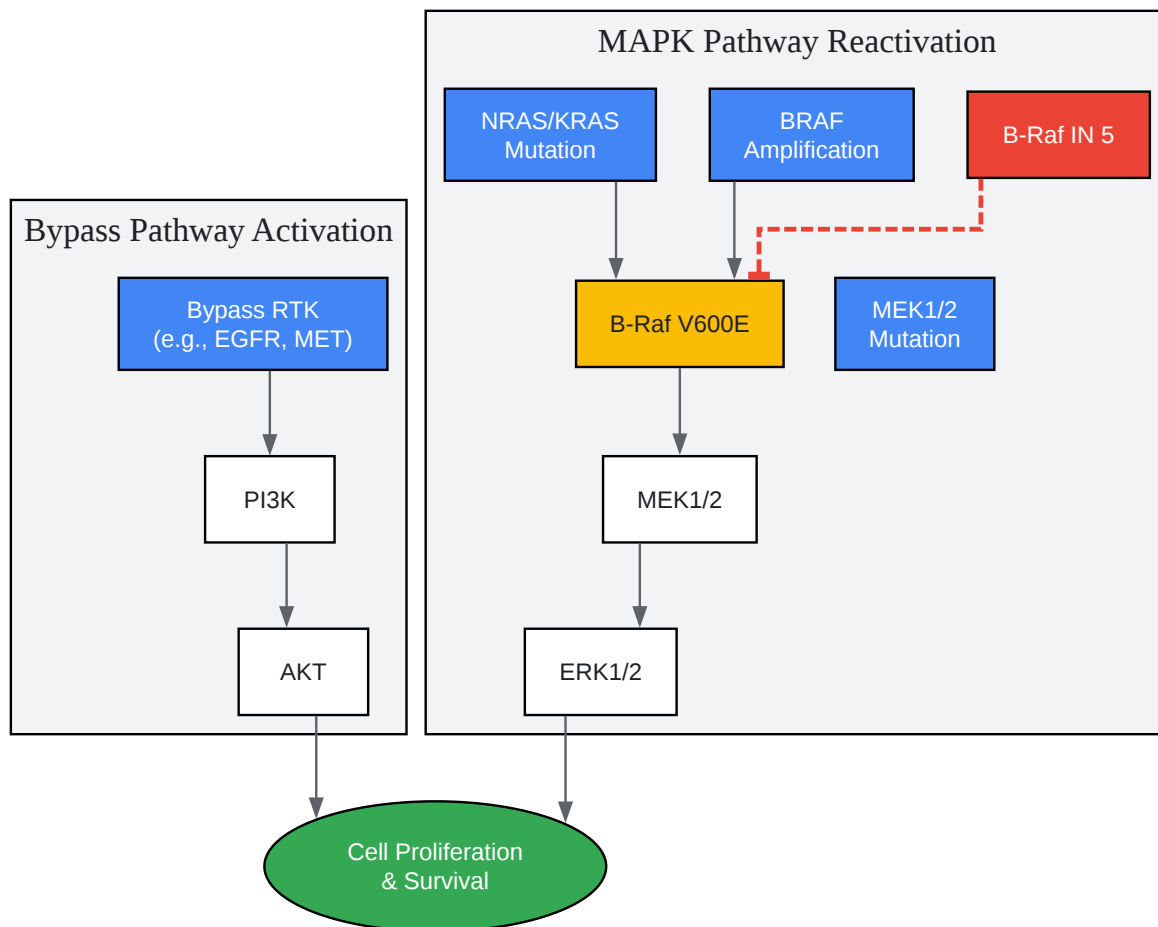 MAPK Pathway Reactivation
NRAS/KRAS
Mutation
BRAF
Amplification
B-Raf IN 5
Bypass Pathway Activation
Bypass RTK
(e.g., EGFR, MET)
B-Raf V600E
MEK1/2
Mutation
PI3K
MEK1/2
AKT
ERK1/2
Cell Proliferation
& Survival